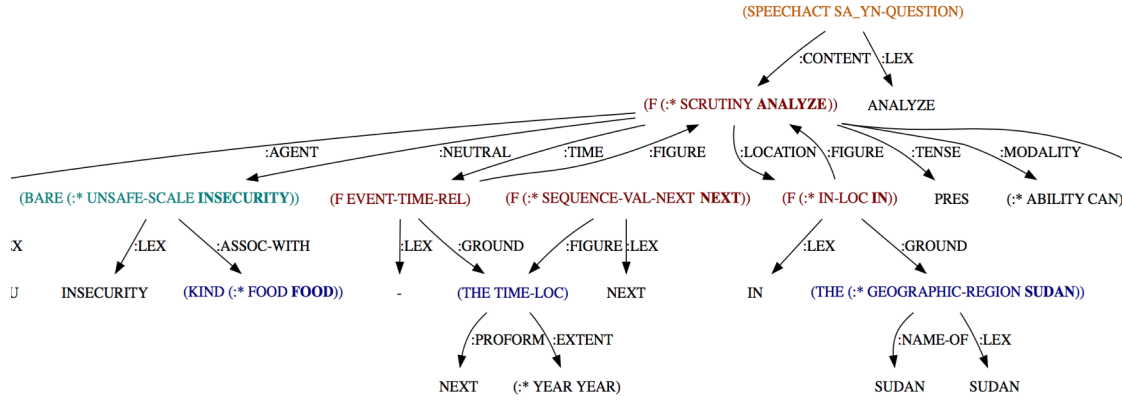 (SPEECHACT SA_YN-QUESTION)
:CONTENT :LEX
(F (:* SCRUTINY ANALYZE)) ANALYZE
:AGENT :NEUTRAL :TIME :FIGURE :LOCATION :FIGURE :TENSE :MODALITY
(BARE (:* UNSAFE-SCALE INSECURITY)) (F EVENT-TIME-REL) (F (:* SEQUENCE-VAL-NEXT NEXT)) (F (:* IN-LOC IN)) PRES (:* ABILITY CAN)
EX :LEX :ASSOC-WITH :LEX :GROUND :FIGURE :LEX :LEX :GROUND
U INSECURITY (KIND (:* FOOD FOOD)) - (THE TIME-LOC) NEXT IN (THE (:* GEOGRAPHIC-REGION SUDAN))
:PROFORM :EXTENT :NAME-OF :LEX
NEXT (:* YEAR YEAR) SUDAN SUDAN